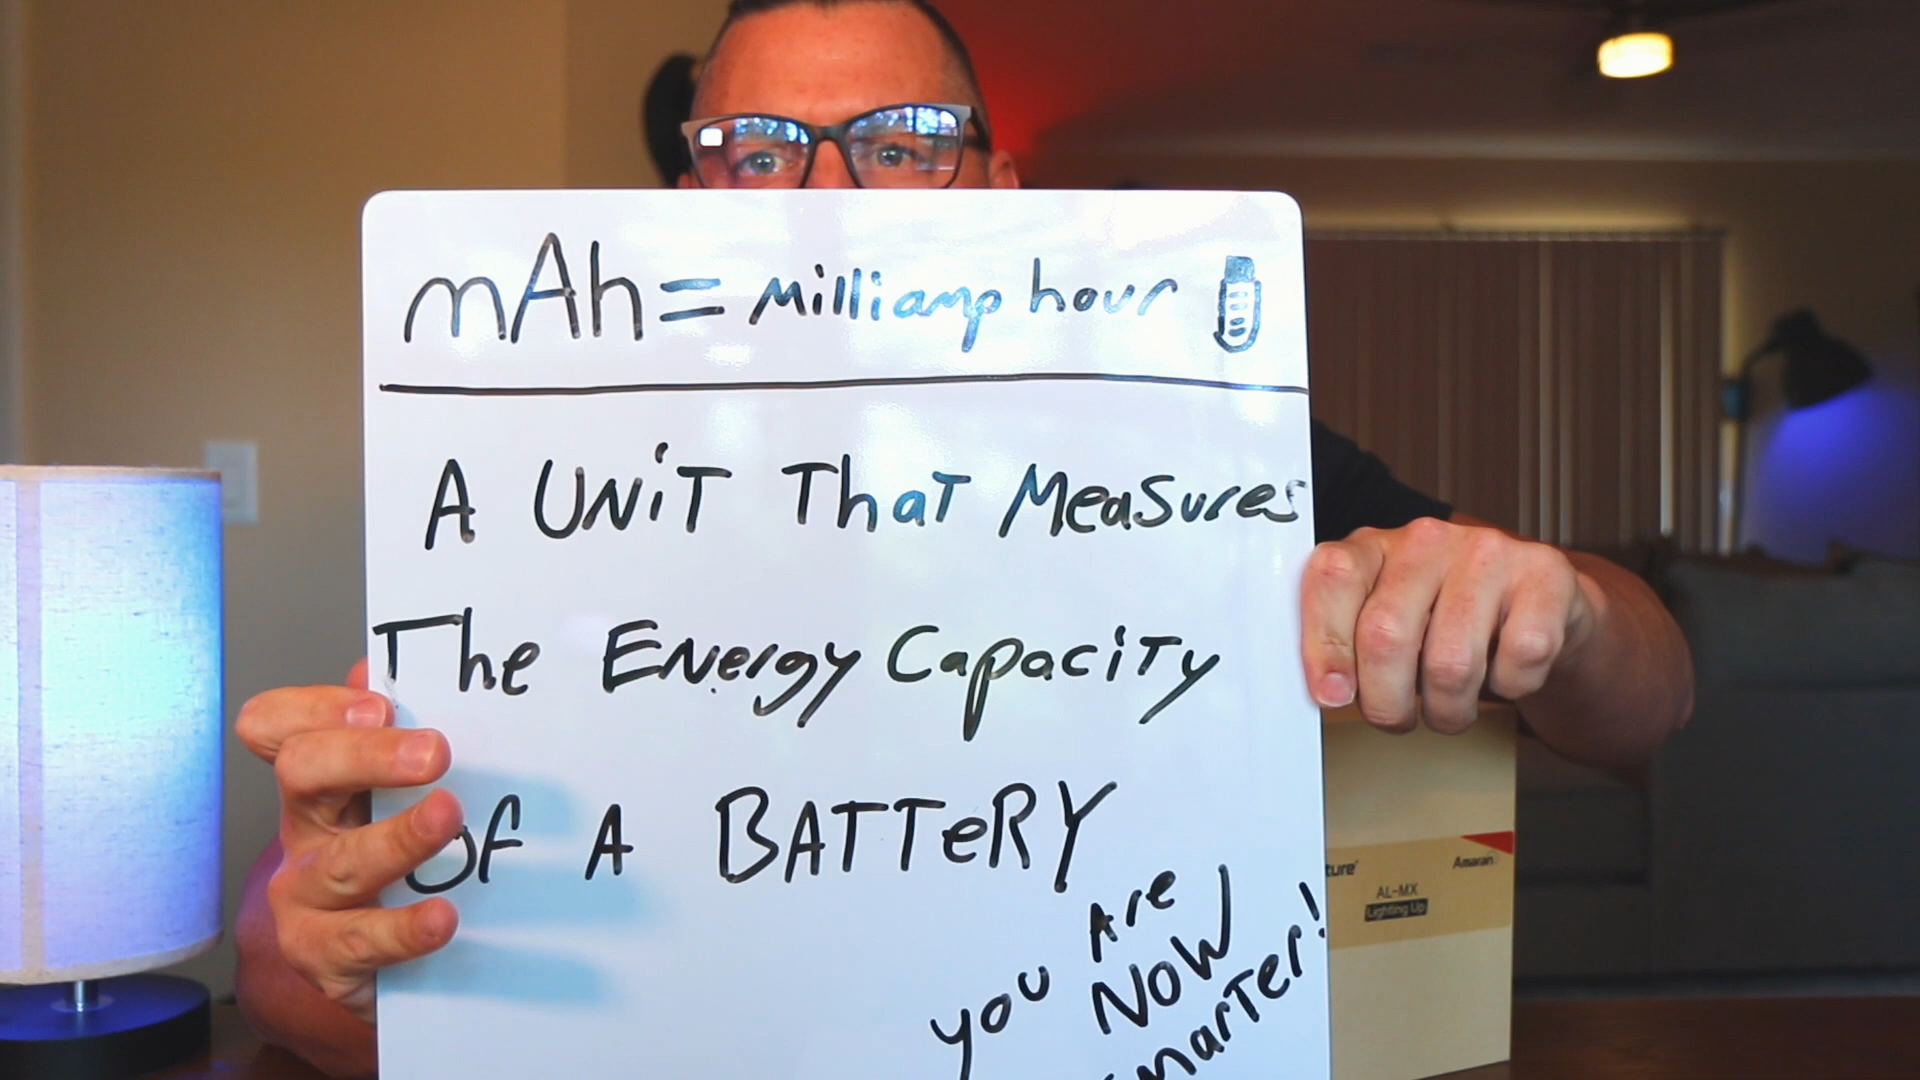 mAh = Milliamp hour
A UNiT ThaT Measures
The Energy Capacity
Of A BATTeRY
you Are
NOW
smarter!
ture
Amaran
AL-MX
Lighting Up